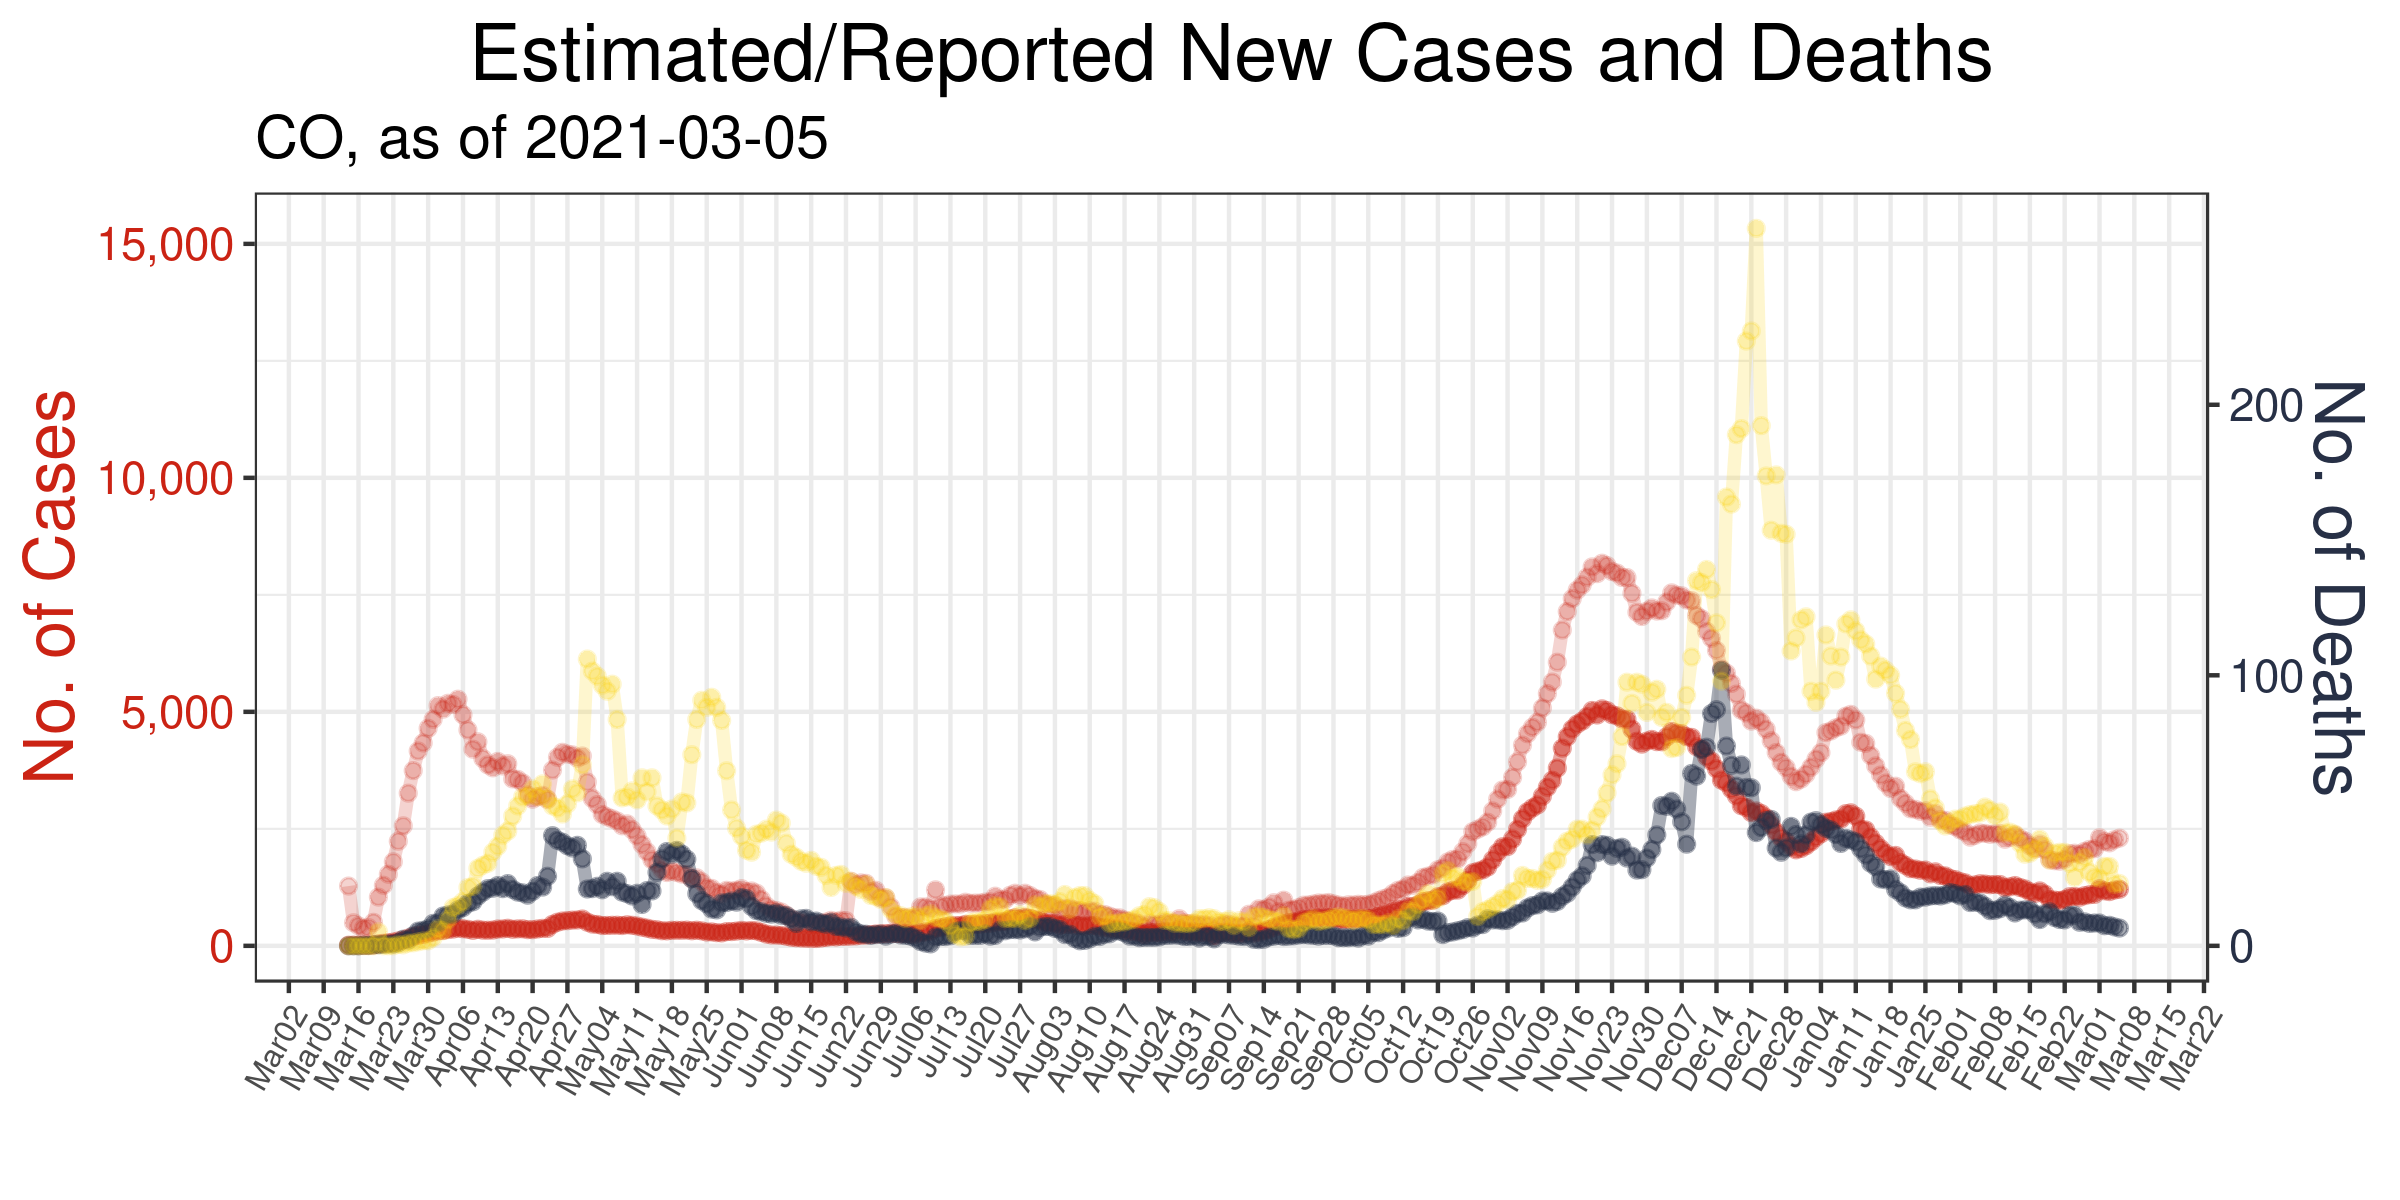 Estimated/Reported New Cases and Deaths
CO, as of 2021-03-05
No. of Cases
15,000
10,000
5,000
0
200
100
0
No. of Deaths
Mar02
Mar09
Mar16
Mar23
Mar30
Apr06
Apr13
Apr20
Apr27
May04
May11
May18
May25
Jun01
Jun08
Jun15
Jun22
Jun29
Jul06
Jul13
Jul20
Jul27
Aug03
Aug10
Aug17
Aug24
Aug31
Sep07
Sep14
Sep21
Sep28
Oct05
Oct12
Oct19
Oct26
Nov02
Nov09
Nov16
Nov23
Nov30
Dec07
Dec14
Dec21
Dec28
Jan04
Jan11
Jan18
Jan25
Feb01
Feb08
Feb15
Feb22
Mar01
Mar08
Mar15
Mar22